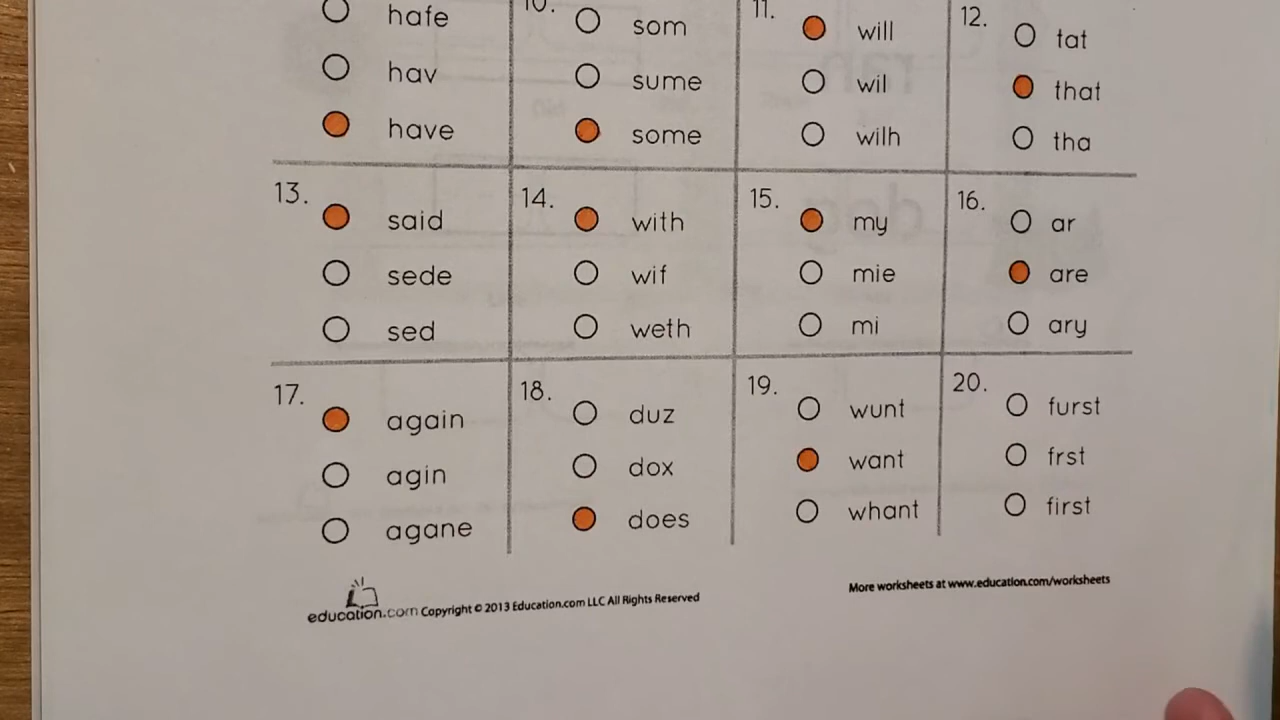 hafe
hav
have
10.
som
sume
some
11.
will
wil
wilh
12.
tat
that
tha
13.
said
sede
sed
14.
with
wif
weth
15.
my
mie
mi
16.
ar
are
ary
17.
again
agin
agane
18.
duz
dox
does
19.
wunt
want
whant
20.
furst
frst
first
education.com Copyright © 2013 Education.com LLC All Rights Reserved
More worksheets at www.education.com/worksheets